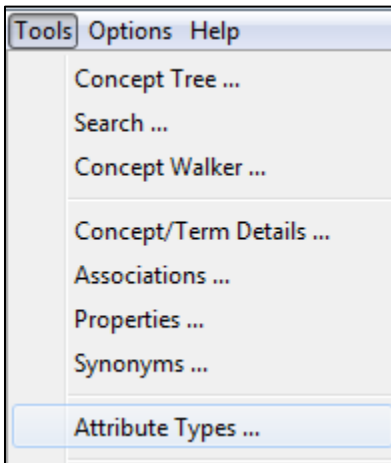 Tools Options Help
Concept Tree ...
Search ...
Concept Walker ...
Concept/Term Details ...
Associations ...
Properties ...
Synonyms ...
Attribute Types ...